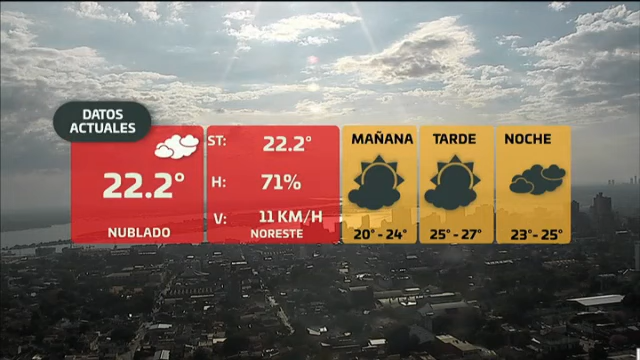 DATOS
ACTUALES
22.2°
NUBLADO
ST: 22.2°
H: 71%
V: 11 KM/H
NORESTE
MAÑANA
20° - 24°
TARDE
25° - 27°
NOCHE
23° - 25°